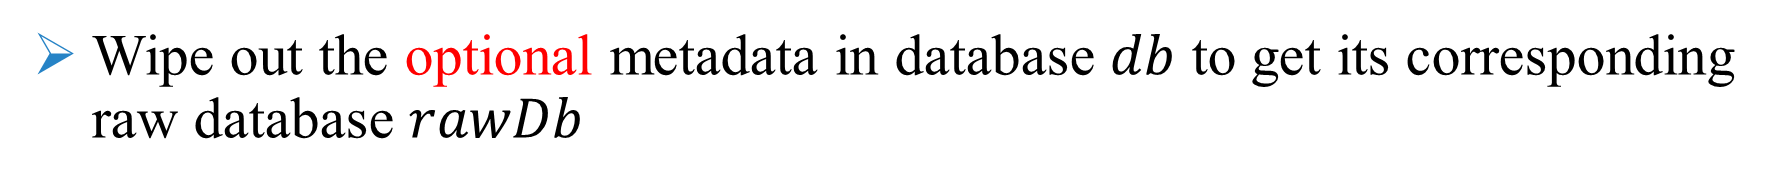 ➢ Wipe out the optional metadata in database db to get its corresponding
raw database rawDb